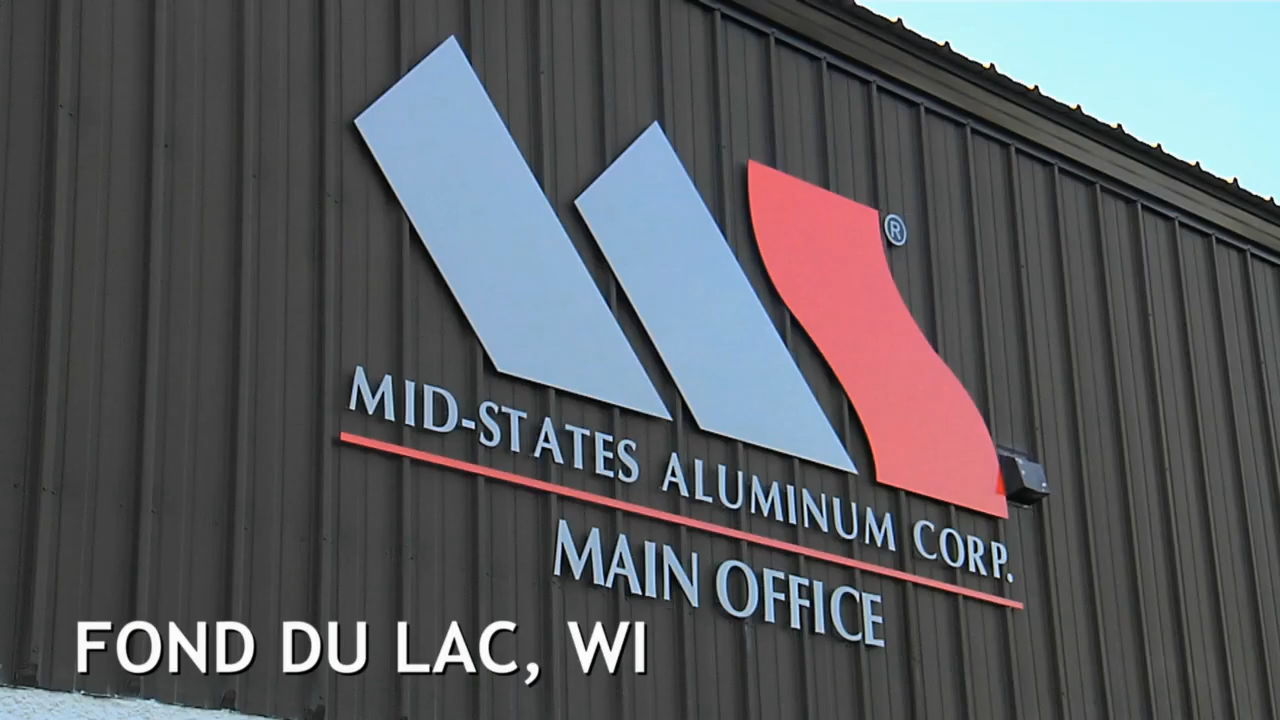 ®
MID-STATES ALUMINUM CORP.
MAIN OFFICE
FOND DU LAC, WI